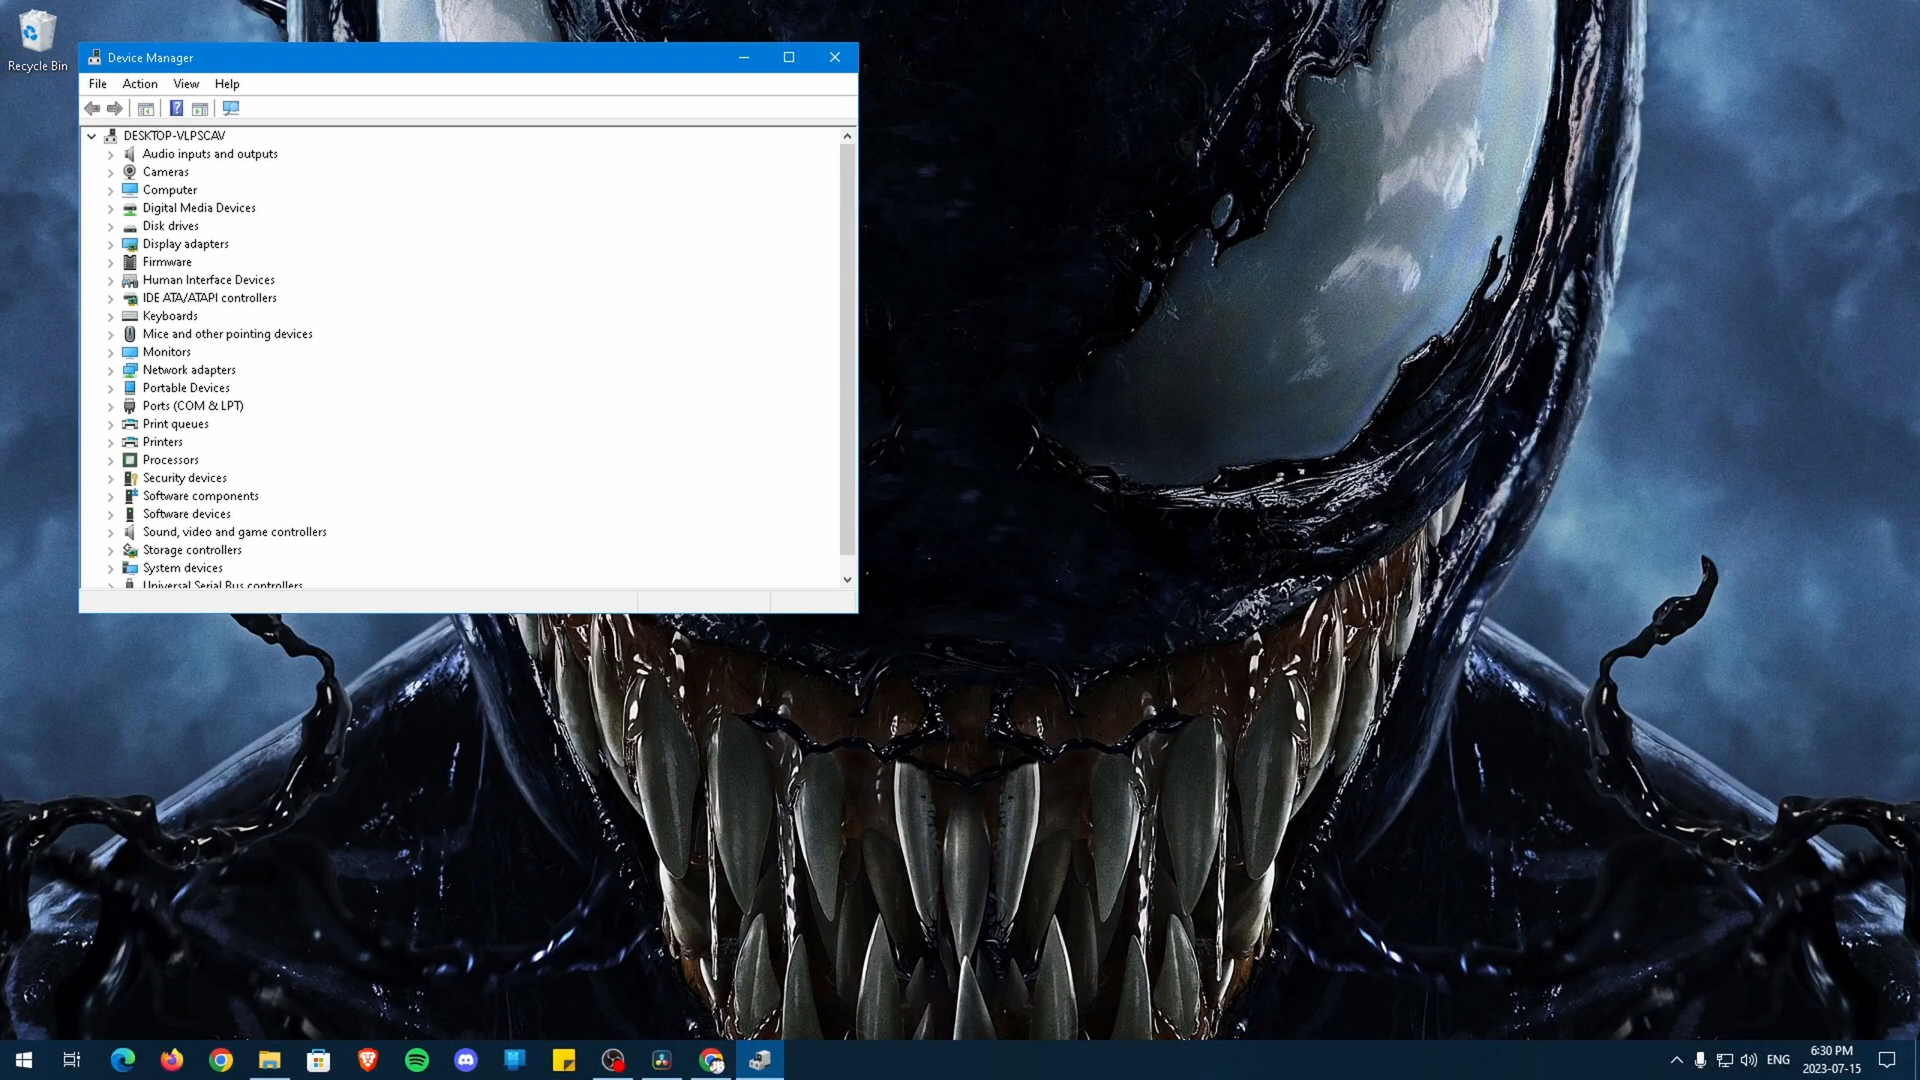 Recycle Bin
Device Manager
File Action View Help
DESKTOP-VLPSCAV
Audio inputs and outputs
Cameras
Computer
Digital Media Devices
Disk drives
Display adapters
Firmware
Human Interface Devices
IDE ATA/ATAPI controllers
Keyboards
Mice and other pointing devices
Monitors
Network adapters
Portable Devices
Ports (COM & LPT)
Print queues
Printers
Processors
Security devices
Software components
Software devices
Sound, video and game controllers
Storage controllers
System devices
Universal Serial Bus controllers
ENG
6:30 PM
2023-07-15